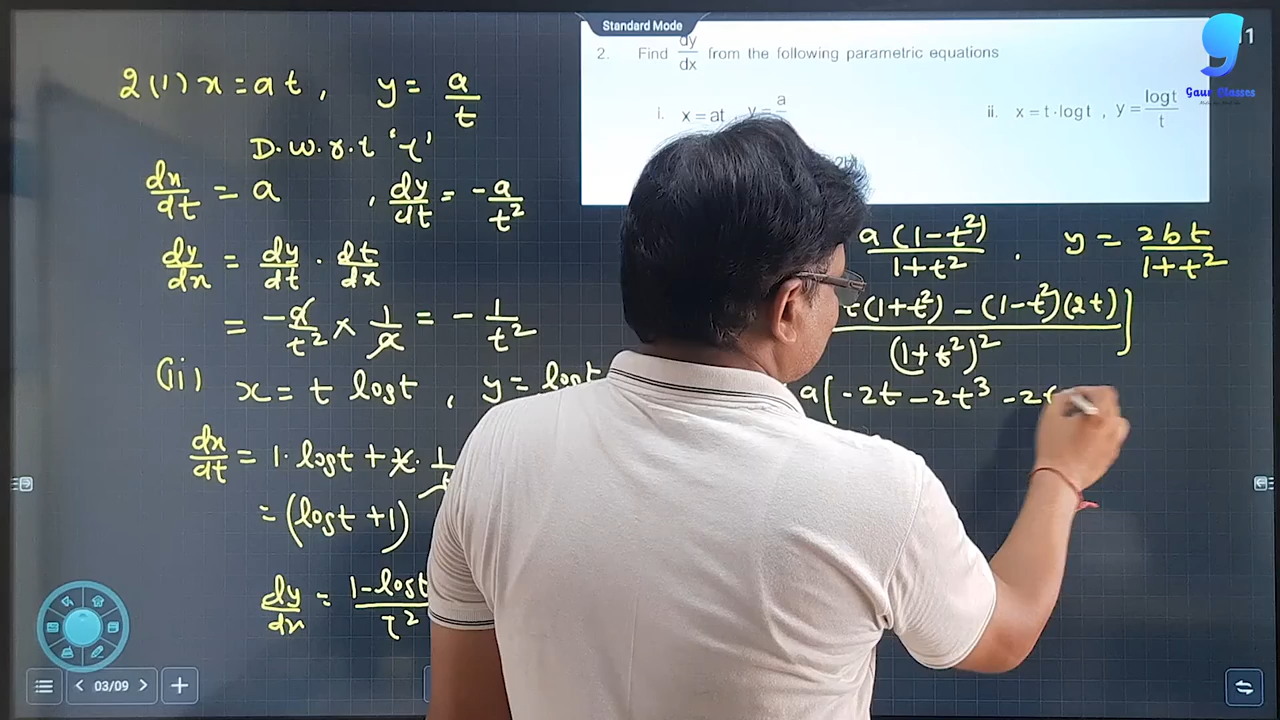 Standard Mode
2. Find dy/dx from the following parametric equations
i. x = at , y = a
ii. x = t·logt , y = logt/t
Gaur Classes
11
2(1) x = at , y = a/t
D.w.r.t 't'
dx/dt = a , dy/dt = -a/t²
dy/dx = dy/dt · dt/dx
= -a/t² × 1/a = - 1/t²
(ii) x = t logt , y = logt
dx/dt = 1·logt + t· 1
= (logt + 1)
dy/dx = 1-logt/t²
a(1-t²)/1+t² . y = 2bt/1+t²
t(1+t²) - (1-t²)(2t)]/(1+t²)²
a[-2t -2t³ -2t
03/09